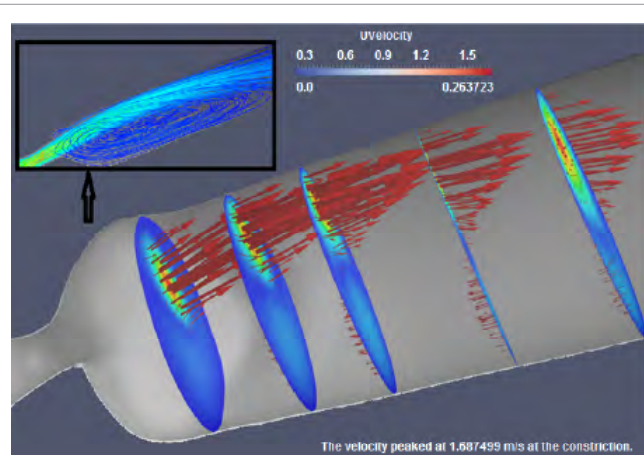 UVelocity
0.3 0.6 0.9 1.2 1.5
0.0 0.263723
The velocity peaked at 1.687499 m/s at the constriction.